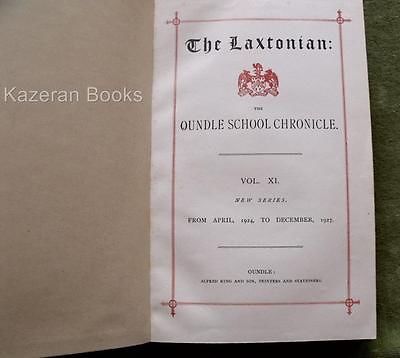 The Laxtonian:
Kazeran Books
THE
OUNDLE SCHOOL CHRONICLE.
VOL. XI.
NEW SERIES.
FROM APRIL, 1924, TO DECEMBER, 1927.
OUNDLE:
ALFRED KING AND SON, PRINTERS AND STATIONERS.